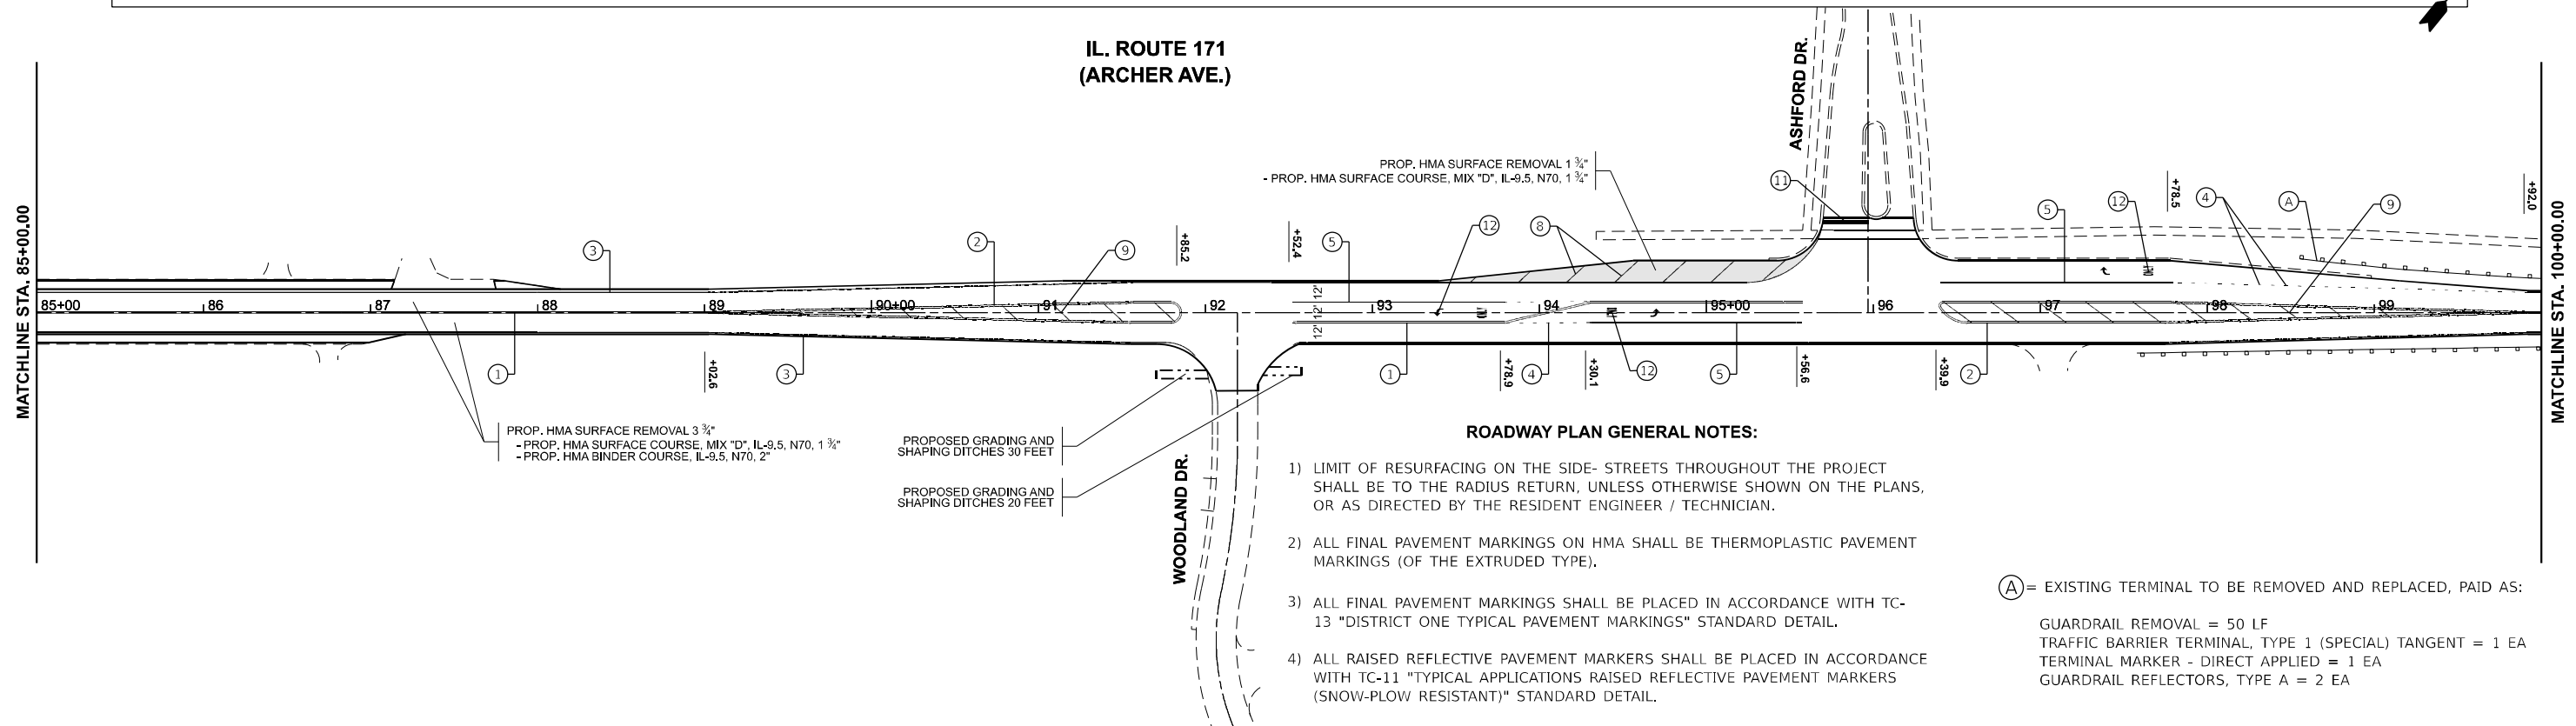 IL. ROUTE 171
(ARCHER AVE.)
MATCHLINE STA. 85+00.00
MATCHLINE STA. 100+00.00
ASHFORD DR.
WOODLAND DR.
PROP. HMA SURFACE REMOVAL 1 ¾"
- PROP. HMA SURFACE COURSE, MIX "D", IL-9.5, N70, 1 ¾"
11
3
2
9
+85.2
+52.4
5
12
8
5
12
+78.5
4
A
9
+92.0
85+00 86 87 88 89 90+00 91 92 93 94 95+00 96 97 98 99
12' 12' 12'
1
+02.6
3
1
+78.9
4
+30.1
12
5
+56.6
+39.9
2
PROP. HMA SURFACE REMOVAL 3 ¾"
- PROP. HMA SURFACE COURSE, MIX "D", IL-9.5, N70, 1 ¾"
- PROP. HMA BINDER COURSE, IL-9.5, N70, 2"
PROPOSED GRADING AND
SHAPING DITCHES 30 FEET
PROPOSED GRADING AND
SHAPING DITCHES 20 FEET
ROADWAY PLAN GENERAL NOTES:
1) LIMIT OF RESURFACING ON THE SIDE- STREETS THROUGHOUT THE PROJECT
SHALL BE TO THE RADIUS RETURN, UNLESS OTHERWISE SHOWN ON THE PLANS,
OR AS DIRECTED BY THE RESIDENT ENGINEER / TECHNICIAN.
2) ALL FINAL PAVEMENT MARKINGS ON HMA SHALL BE THERMOPLASTIC PAVEMENT
MARKINGS (OF THE EXTRUDED TYPE).
3) ALL FINAL PAVEMENT MARKINGS SHALL BE PLACED IN ACCORDANCE WITH TC-
13 "DISTRICT ONE TYPICAL PAVEMENT MARKINGS" STANDARD DETAIL.
4) ALL RAISED REFLECTIVE PAVEMENT MARKERS SHALL BE PLACED IN ACCORDANCE
WITH TC-11 "TYPICAL APPLICATIONS RAISED REFLECTIVE PAVEMENT MARKERS
(SNOW-PLOW RESISTANT)" STANDARD DETAIL.
A = EXISTING TERMINAL TO BE REMOVED AND REPLACED, PAID AS:
GUARDRAIL REMOVAL = 50 LF
TRAFFIC BARRIER TERMINAL, TYPE 1 (SPECIAL) TANGENT = 1 EA
TERMINAL MARKER - DIRECT APPLIED = 1 EA
GUARDRAIL REFLECTORS, TYPE A = 2 EA